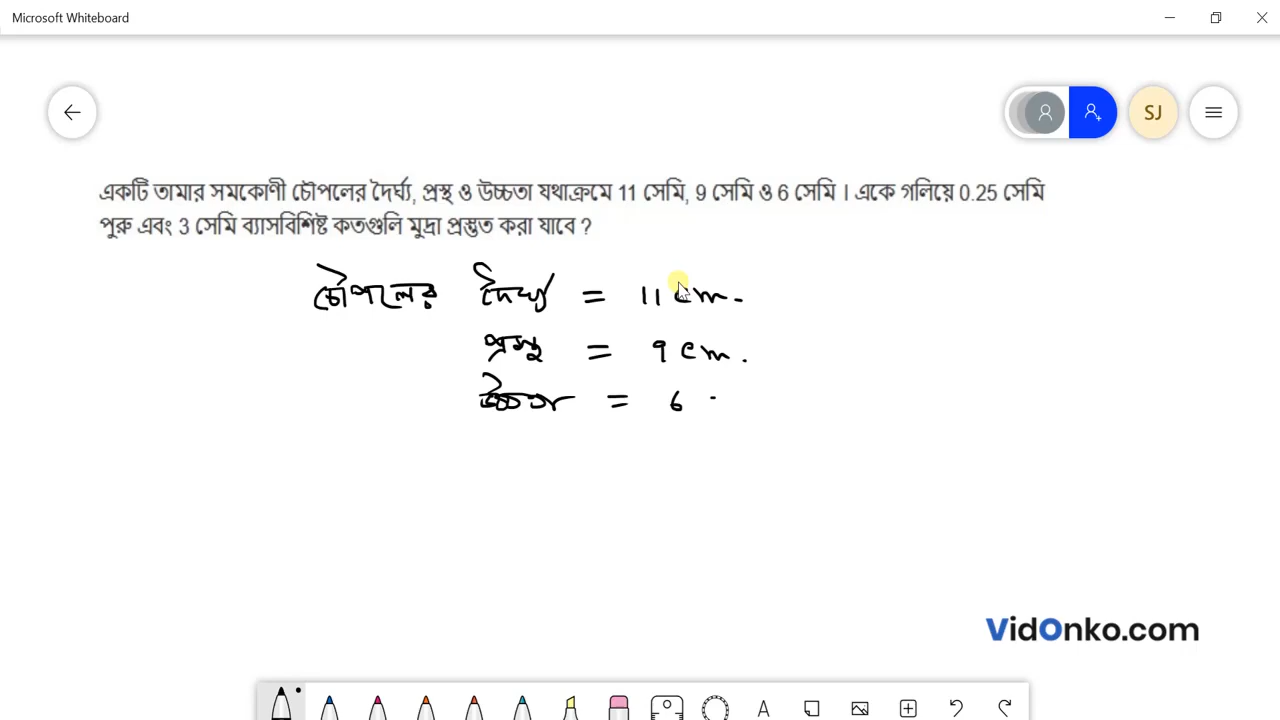 Microsoft Whiteboard
SJ
একটি তামার সমকোণী চৌপলের দৈর্ঘ্য, প্রস্থ ও উচ্চতা যথাক্রমে 11 সেমি, 9 সেমি ও 6 সেমি । একে গলিয়ে 0.25 সেমি
পুরু এবং 3 সেমি ব্যাসবিশিষ্ট কতগুলি মুদ্রা প্রস্তুত করা যাবে ?
চৌপলের দৈর্ঘ্য = 11 cm.
প্রস্থ = 9 cm.
উচ্চতা = 6
VidOnko.com
A